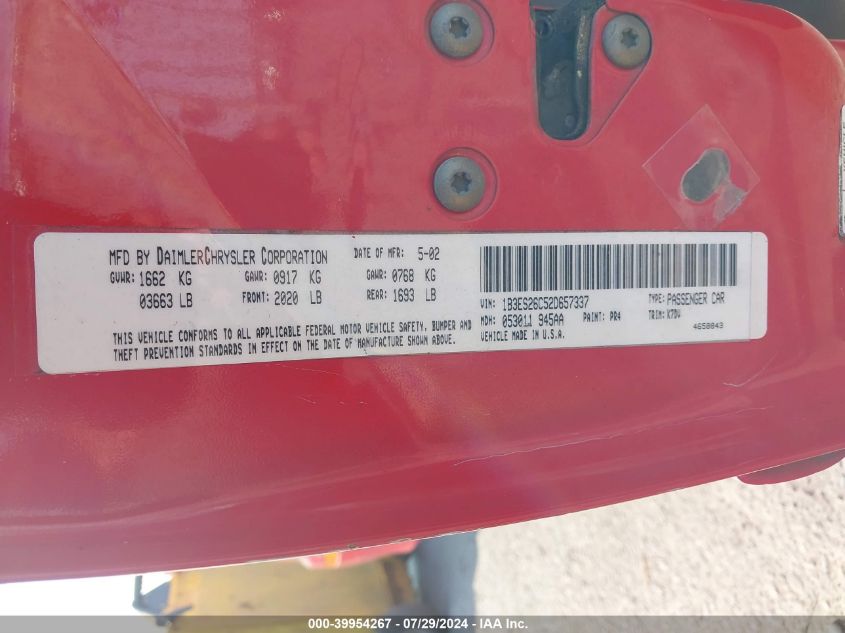 MFD BY DAIMLERCHRYSLER CORPORATION DATE OF MFR: 5-02
GVWR: 1662 KG GAWR: 0917 KG GAWR: 0768 KG
03663 LB FRONT: 2020 LB REAR: 1693 LB
THIS VEHICLE CONFORMS TO ALL APPLICABLE FEDERAL MOTOR VEHICLE SAFETY, BUMPER AND
THEFT PREVENTION STANDARDS IN EFFECT ON THE DATE OF MANUFACTURE SHOWN ABOVE.
VIN: 1B3ES26C52D657337 TYPE: PASSENGER CAR
MDH: 053011 945AA PAINT: PR4 TRIM: K7DV
VEHICLE MADE IN U.S.A. 4658043
000-39954267 - 07/29/2024 - IAA Inc.